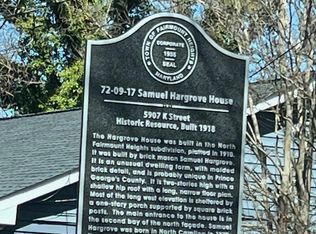 TOWN OF FAIRMOUNT HEIGHTS
CORPORATE
1935
SEAL
MARYLAND
72-09-17 Samuel Hargrove House
5907 K Street
Historic Resource, Built 1918
The Hargrove House was built in the North
Fairmount Heights subdivision, platted in 1910.
It was built by brick mason Samuel Hargrove.
It is an unusual dwelling form, with molded
brick detail, and is probably unique in Prince
George's County. It is two-stories high with a
shallow hip roof with a long, narrow floor plan.
Most of the long west elevation is sheltered by
a one-story porch supported by square brick
posts. The main entrance to the house is in
the second bay of the north façade. Samuel
Hargrove was born in North Carolina in